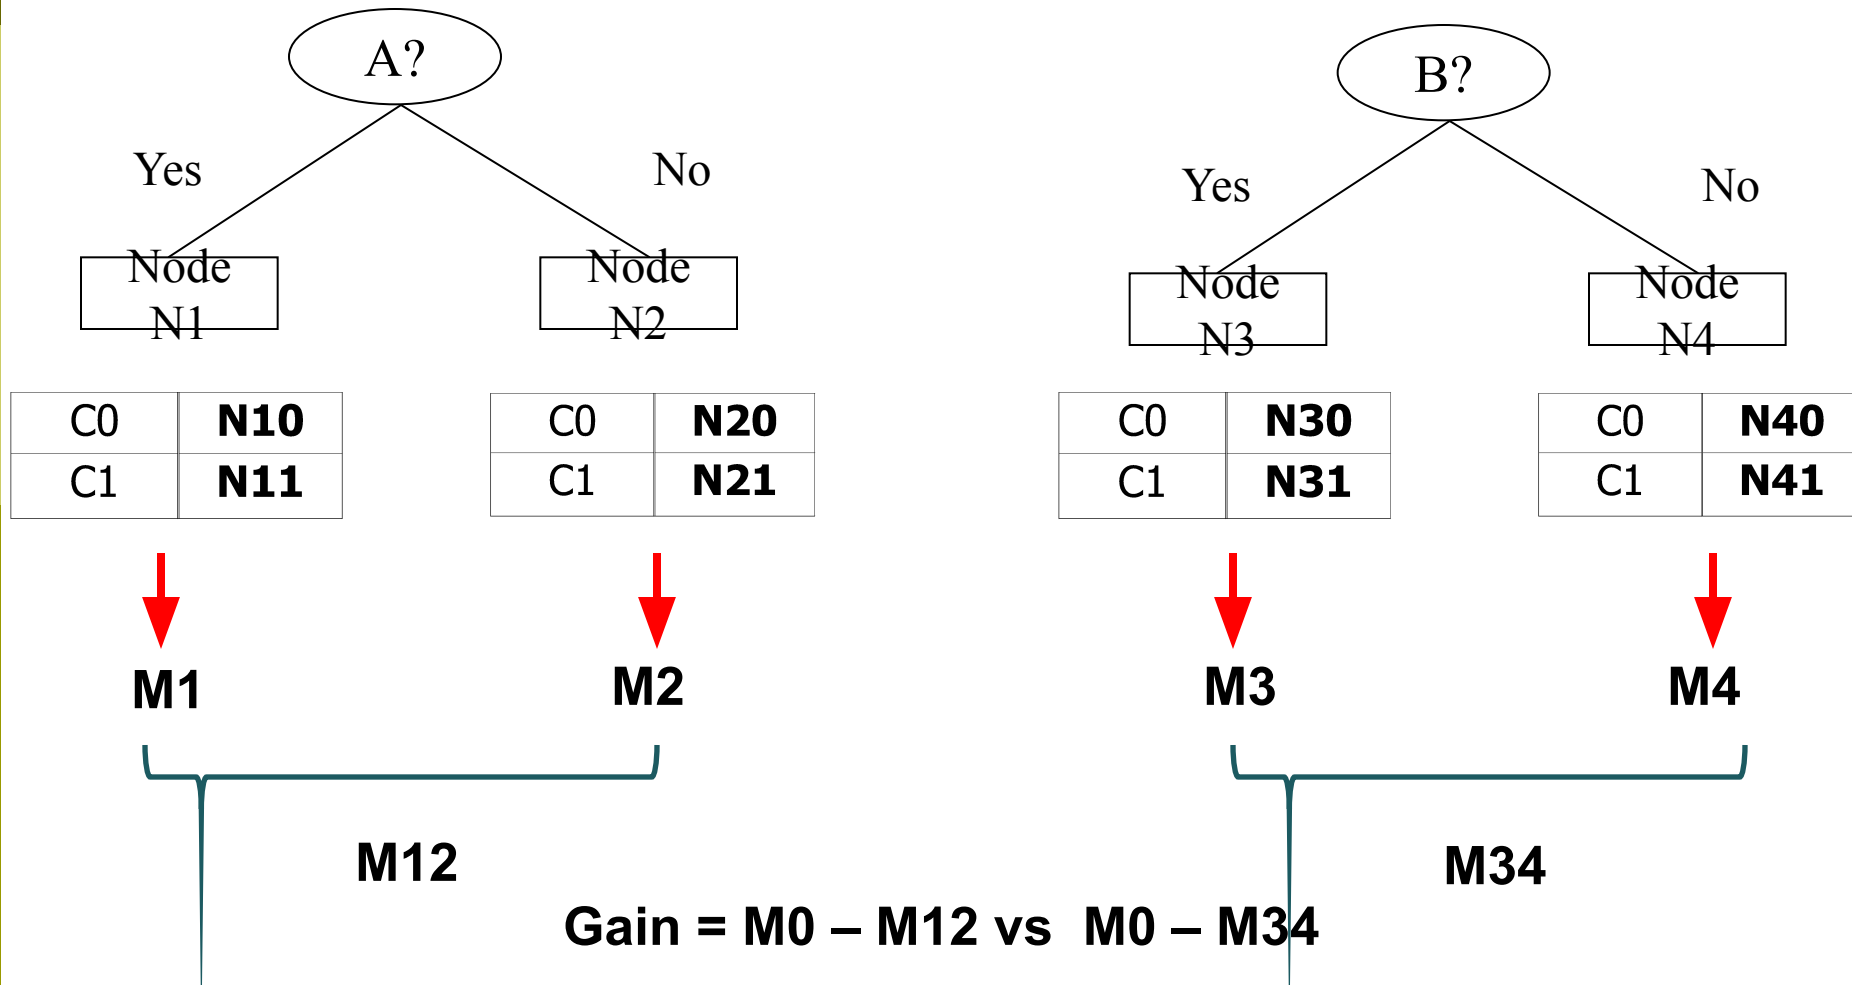 A?
B?
Yes
No
Yes
No
Node
N1
Node
N2
Node
N3
Node
N4
C0 N10
C1 N11
C0 N20
C1 N21
C0 N30
C1 N31
C0 N40
C1 N41
M1
M2
M3
M4
M12
M34
Gain = M0 – M12 vs M0 – M34